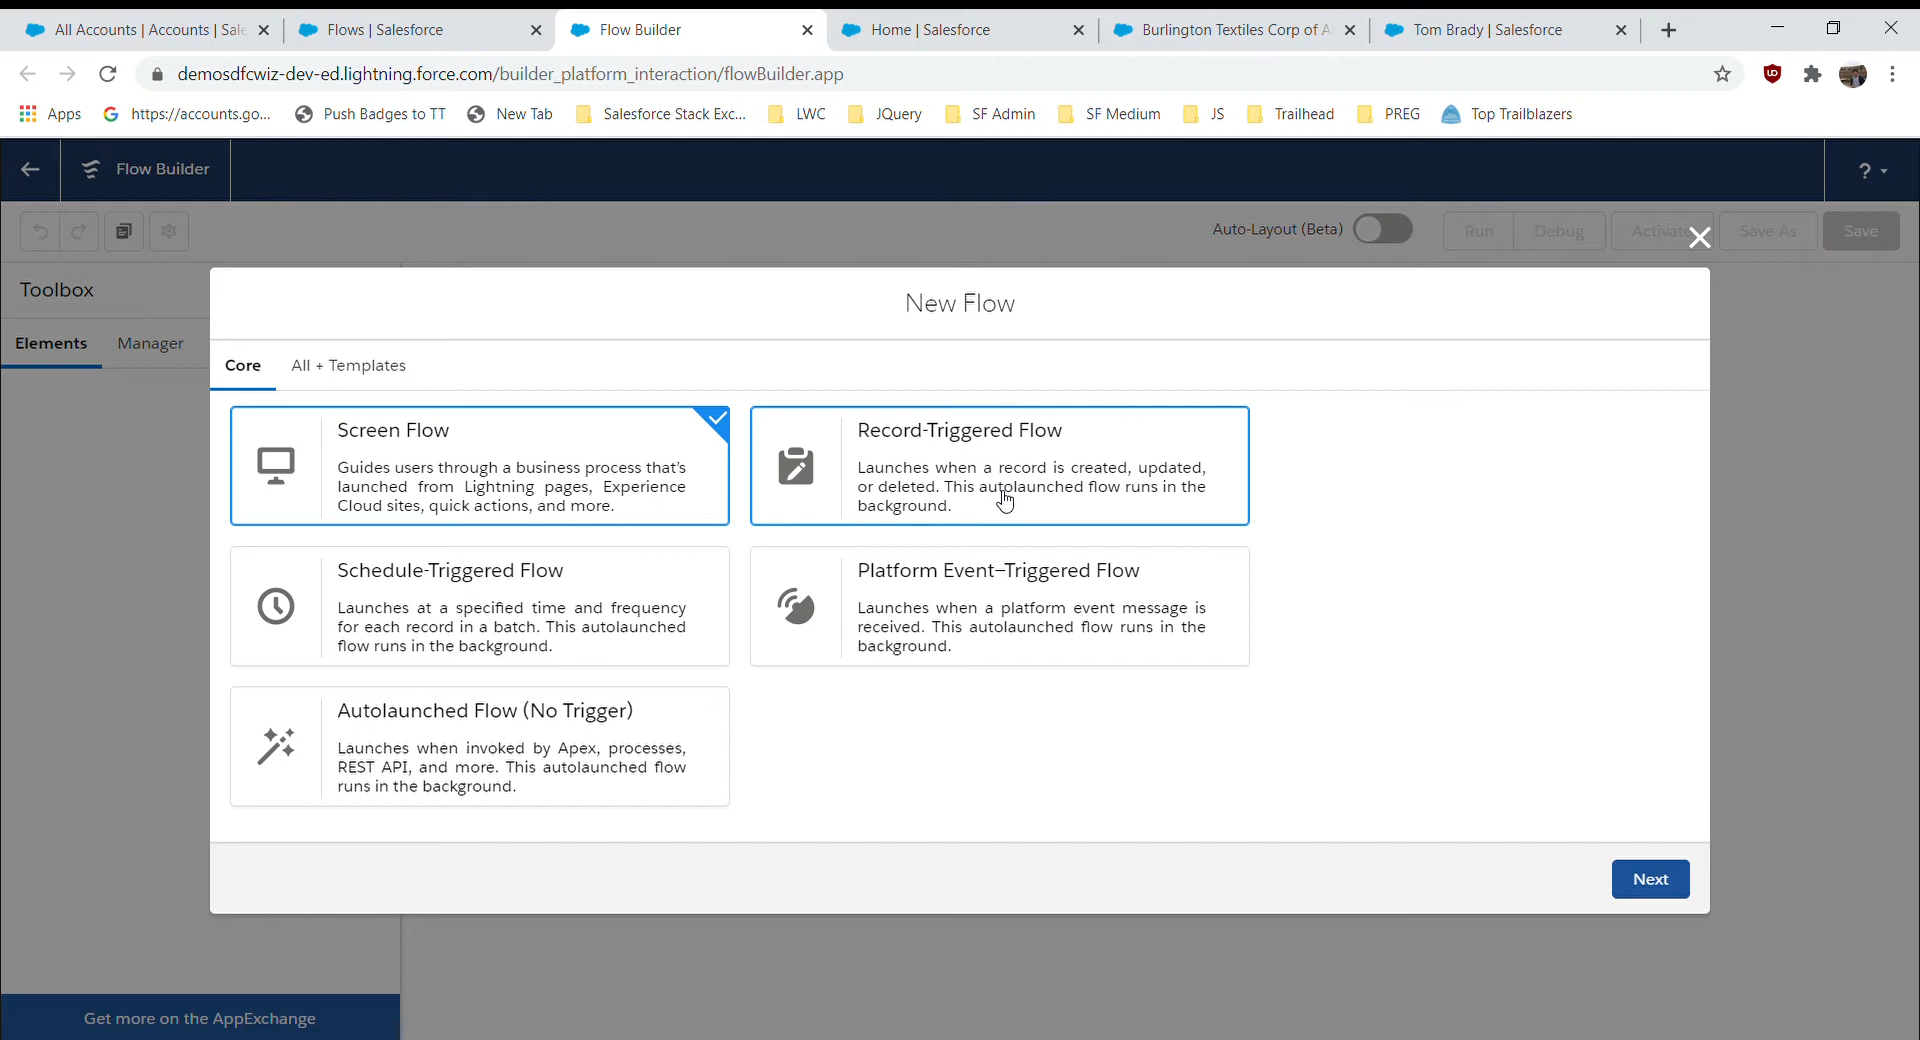 All Accounts | Accounts | Sale
Flows | Salesforce
Flow Builder
Home | Salesforce
Burlington Textiles Corp of A
Tom Brady | Salesforce
demosdfcwiz-dev-ed.lightning.force.com/builder_platform_interaction/flowBuilder.app
Apps
https://accounts.go...
Push Badges to TT
New Tab
Salesforce Stack Exc...
LWC
JQuery
SF Admin
SF Medium
JS
Trailhead
PREG
Top Trailblazers
Flow Builder
?
Auto-Layout (Beta)
Run
Debug
Activate
Save As
Save
Toolbox
Elements
Manager
New Flow
Core
All + Templates
Screen Flow
Guides users through a business process that's
launched from Lightning pages, Experience
Cloud sites, quick actions, and more.
Record-Triggered Flow
Launches when a record is created, updated,
or deleted. This autolaunched flow runs in the
background.
Schedule-Triggered Flow
Launches at a specified time and frequency
for each record in a batch. This autolaunched
flow runs in the background.
Platform Event–Triggered Flow
Launches when a platform event message is
received. This autolaunched flow runs in the
background.
Autolaunched Flow (No Trigger)
Launches when invoked by Apex, processes,
REST API, and more. This autolaunched flow
runs in the background.
Next
Get more on the AppExchange